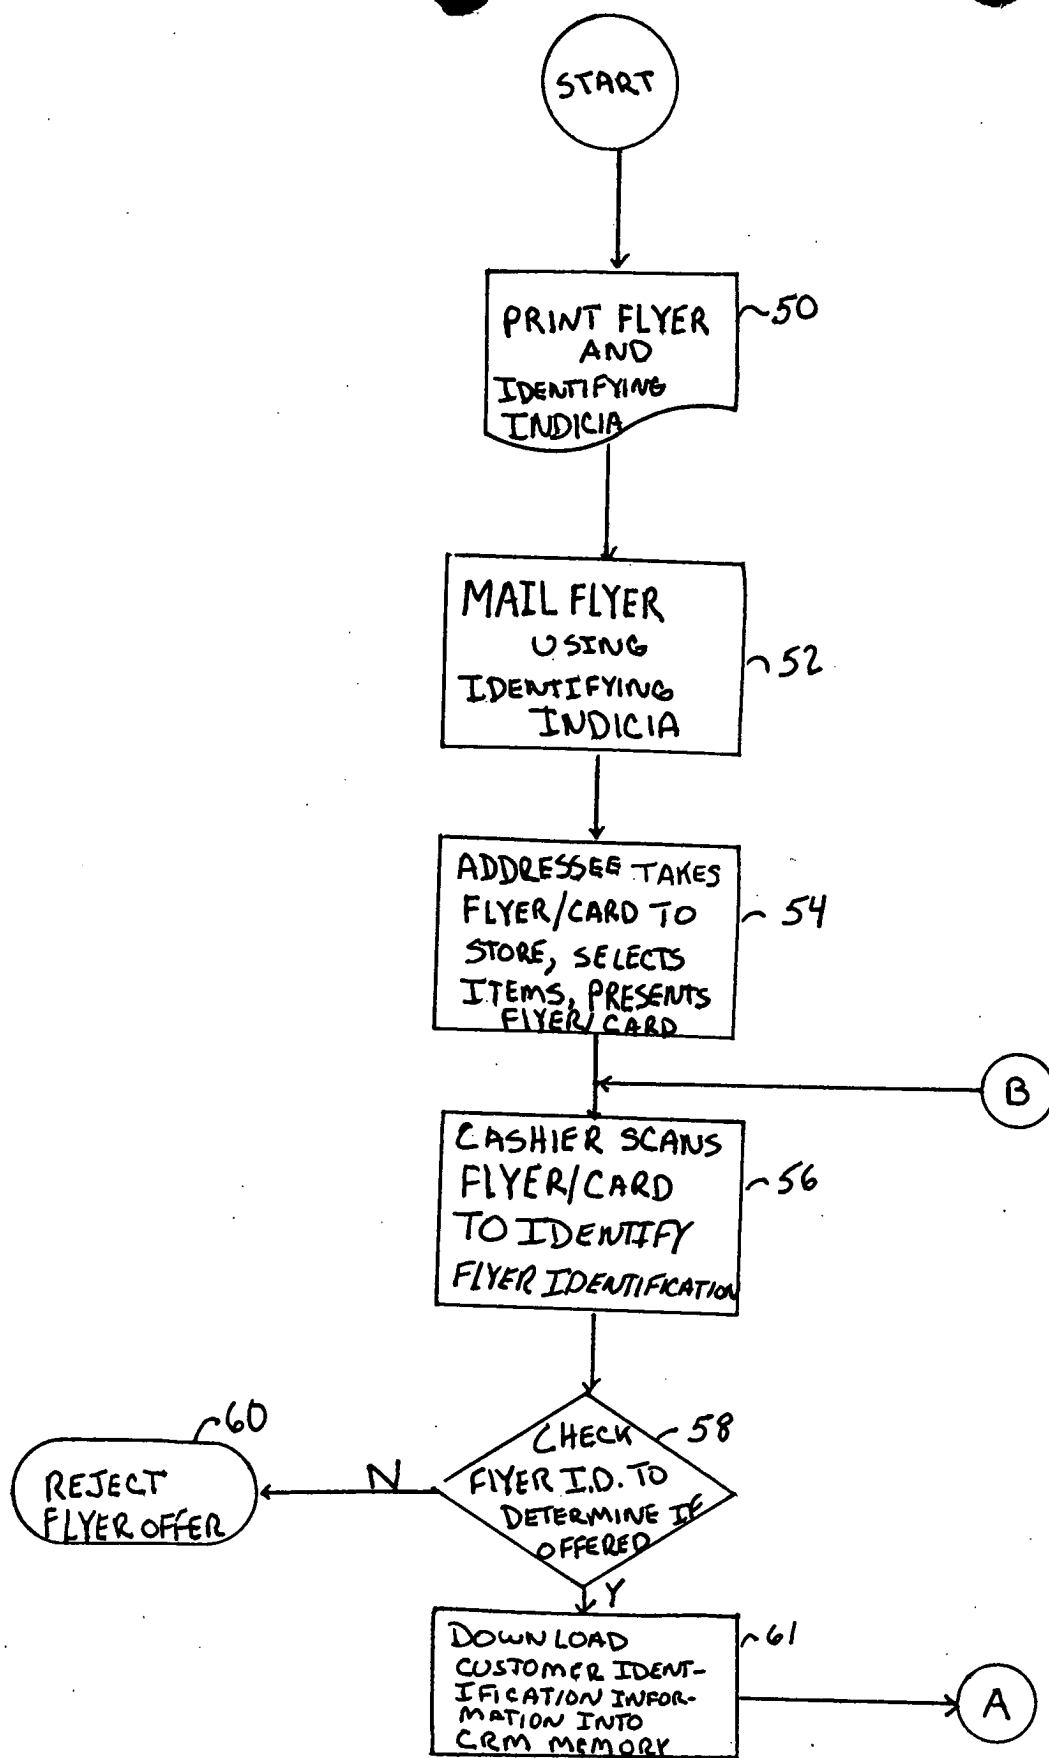 START
PRINT FLYER
AND
IDENTIFYING
INDICIA
50
MAIL FLYER
USING
IDENTIFYING
INDICIA
52
ADDRESSEE TAKES
FLYER/CARD TO
STORE, SELECTS
ITEMS, PRESENTS
FLYER/CARD
54
B
CASHIER SCANS
FLYER/CARD
TO IDENTIFY
FLYER IDENTIFICATION
56
CHECK
FLYER I.D. TO
DETERMINE IF
OFFERED
58
N
60
REJECT
FLYER OFFER
Y
DOWNLOAD
CUSTOMER IDENT-
IFICATION INFOR-
MATION INTO
CRM MEMORY
61
A